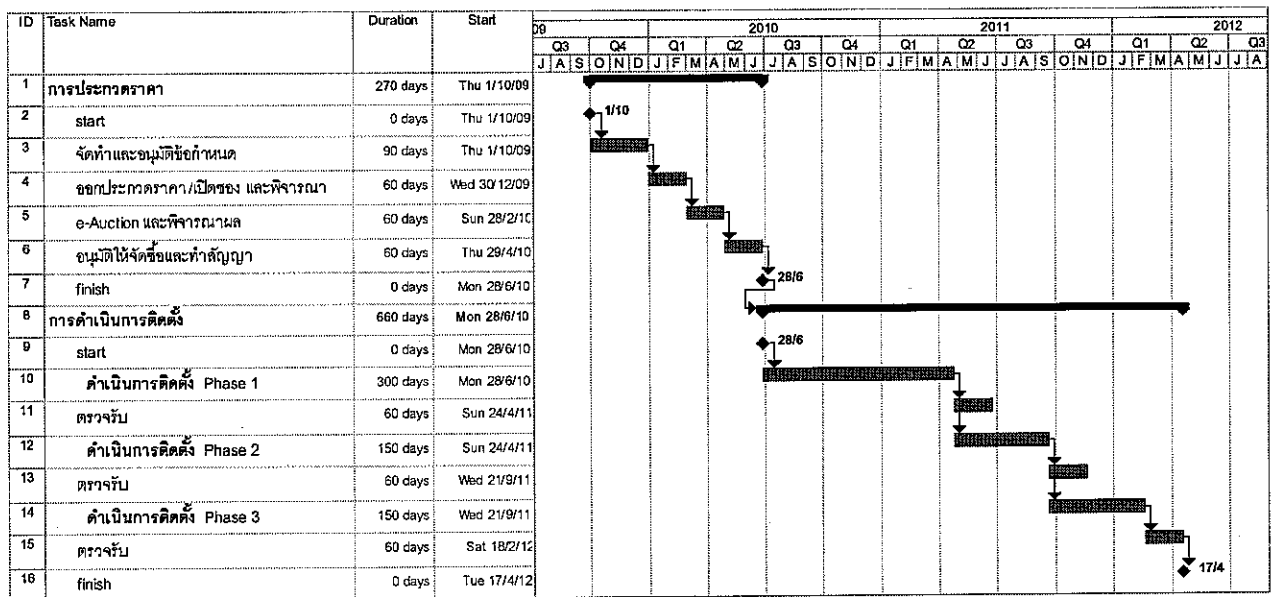 ID Task Name Duration Start
09 2010 2011 2012
Q3 Q4 Q1 Q2 Q3 Q4 Q1 Q2 Q3 Q4 Q1 Q2 Q3
J A S O N D J F M A M J J A S O N D J F M A M J J A S O N D J F M A M J J A
1 การประกวดราคา 270 days Thu 1/10/09
2 start 0 days Thu 1/10/09 1/10
3 จัดทำและอนุมัติข้อกำหนด 90 days Thu 1/10/09
4 ออกประกวดราคา/เปิดซอง และพิจารณา 60 days Wed 30/12/09
5 e-Auction และพิจารณาผล 60 days Sun 28/2/10
6 อนุมัติให้จัดซื้อและทำสัญญา 60 days Thu 29/4/10
7 finish 0 days Mon 28/6/10 28/6
8 การดำเนินการติดตั้ง 660 days Mon 28/6/10
9 start 0 days Mon 28/6/10 28/6
10 ดำเนินการติดตั้ง Phase 1 300 days Mon 28/6/10
11 ตรวจรับ 60 days Sun 24/4/11
12 ดำเนินการติดตั้ง Phase 2 150 days Sun 24/4/11
13 ตรวจรับ 60 days Wed 21/9/11
14 ดำเนินการติดตั้ง Phase 3 150 days Wed 21/9/11
15 ตรวจรับ 60 days Sat 18/2/12
16 finish 0 days Tue 17/4/12 17/4